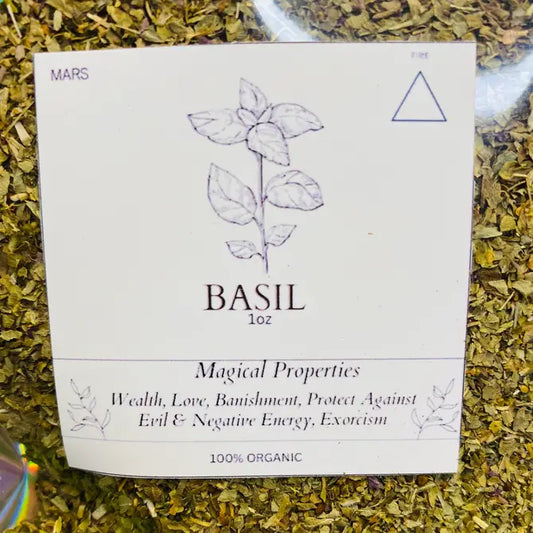 MARS
FIRE
BASIL
1oz
Magical Properties
Wealth, Love, Banishment, Protect Against
Evil & Negative Energy, Exorcism
100% ORGANIC